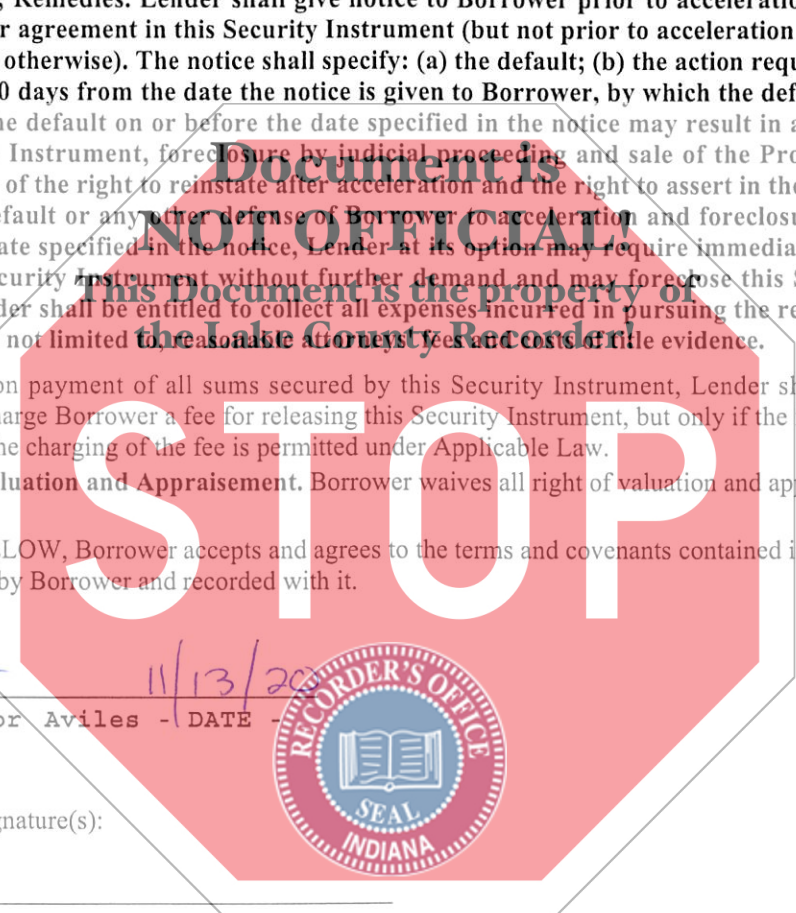 , Remedies. Lender shall give notice to Borrower prior to acceleratio
r agreement in this Security Instrument (but not prior to acceleration
otherwise). The notice shall specify: (a) the default; (b) the action requ
0 days from the date the notice is given to Borrower, by which the def
he default on or before the date specified in the notice may result in a
Instrument, foreclosure by judicial proceeding and sale of the Pro
of the right to reinstate after acceleration and the right to assert in the
efault or any other defense of Borrower to acceleration and foreclosu
ate specified in the notice, Lender at its option may require immedia
curity Instrument without further demand and may foreclose this S
der shall be entitled to collect all expenses incurred in pursuing the re
not limited to, reasonable attorneys' fees and costs of title evidence.
Document is
NOT OFFICIAL!
This Document is the property of
the Lake County Recorder!
on payment of all sums secured by this Security Instrument, Lender sh
arge Borrower a fee for releasing this Security Instrument, but only if the
he charging of the fee is permitted under Applicable Law.
luation and Appraisement. Borrower waives all right of valuation and app
STOP
LOW, Borrower accepts and agrees to the terms and covenants contained i
by Borrower and recorded with it.
11/13/20
or Aviles - DATE -
RECORDER'S OFFICE
SEAL
INDIANA
gnature(s):